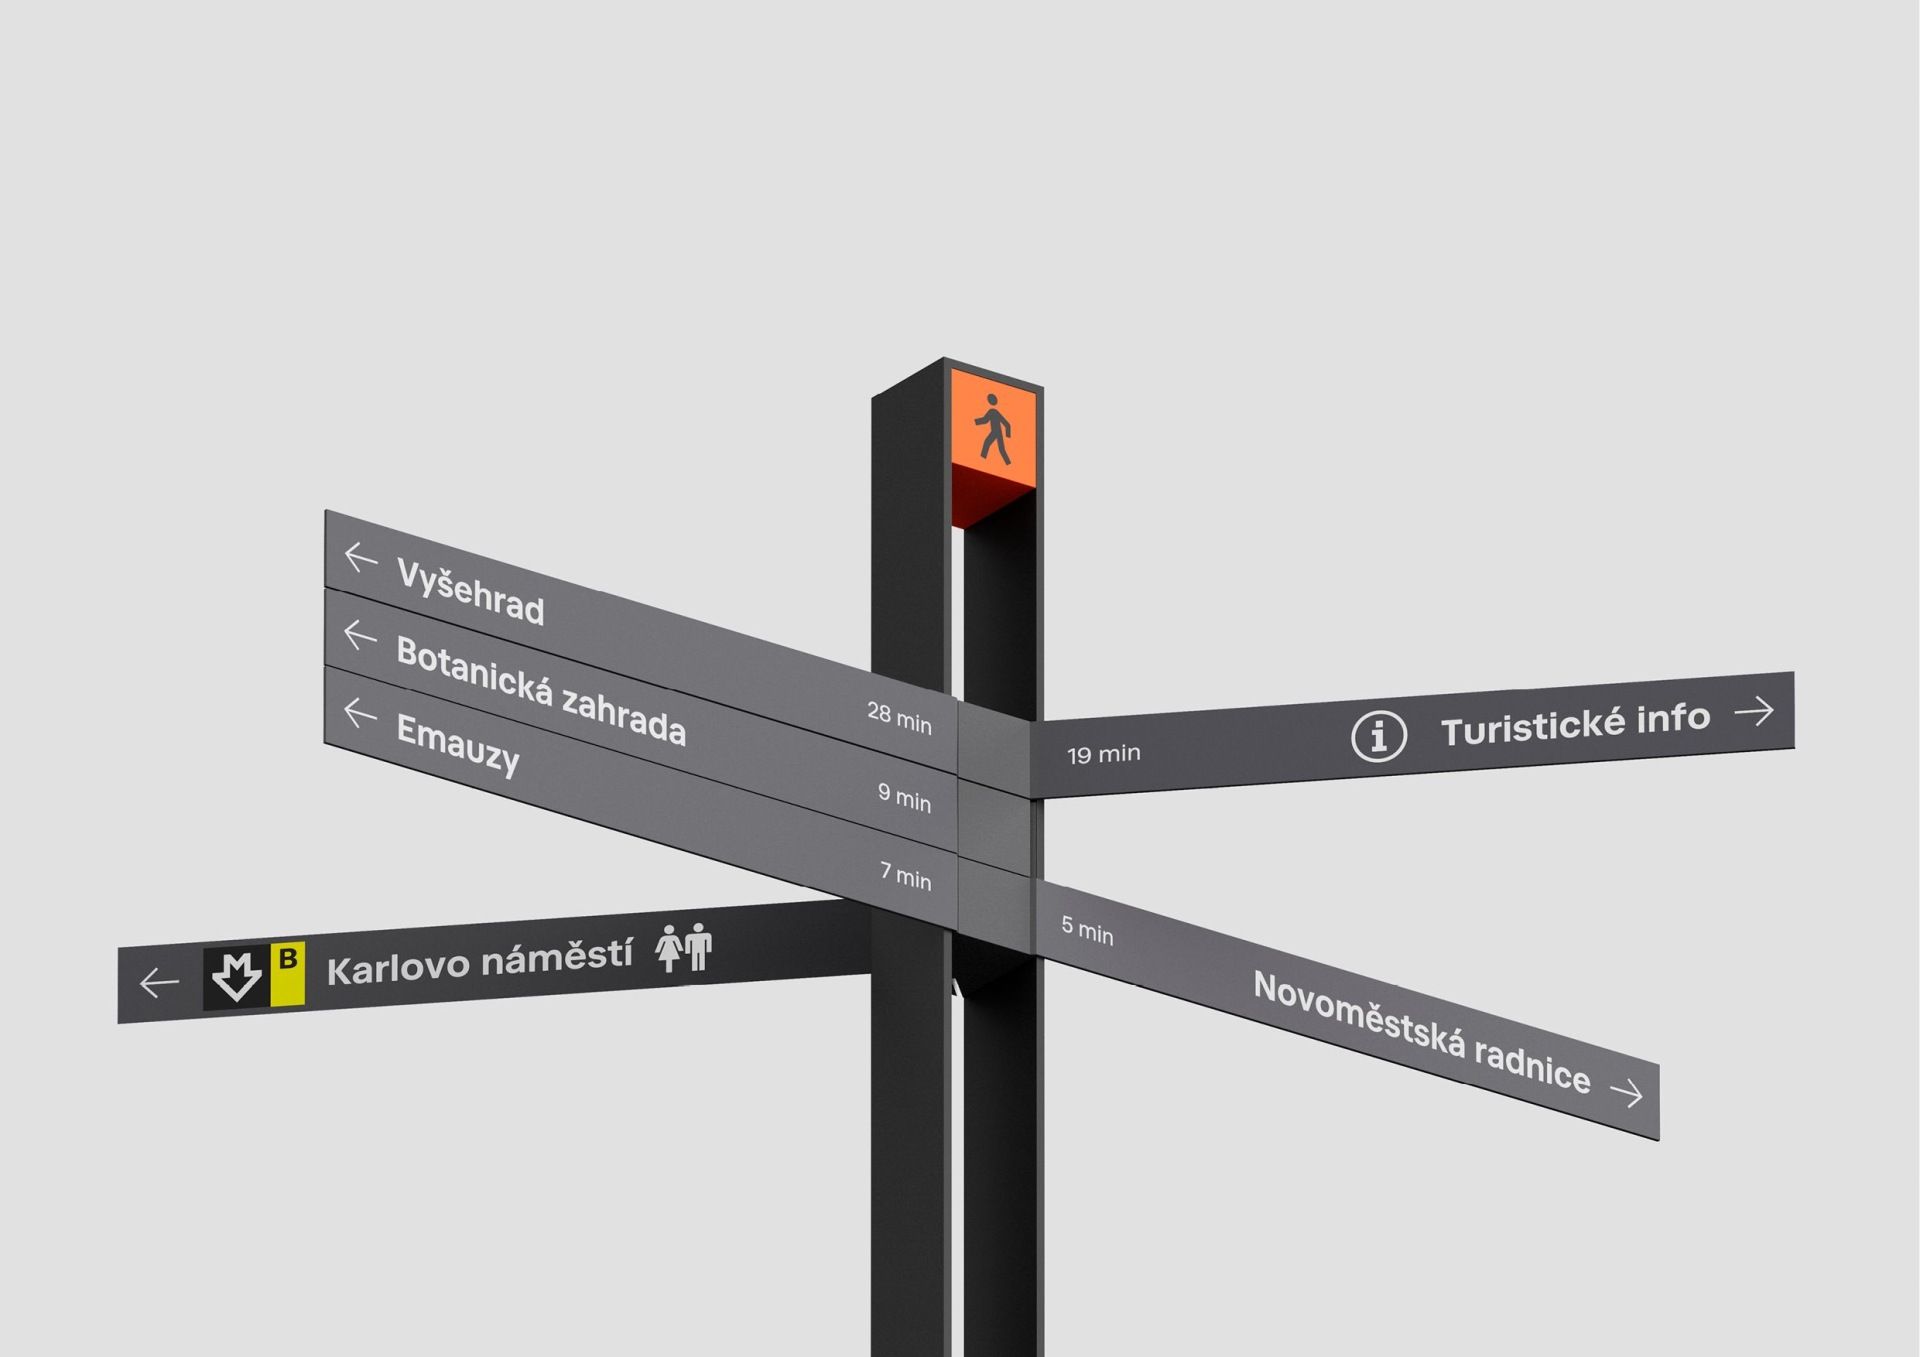 Vyšehrad 28 min
Botanická zahrada 9 min
Emauzy 7 min
19 min i Turistické info
5 min Novoměstská radnice
M B Karlovo náměstí